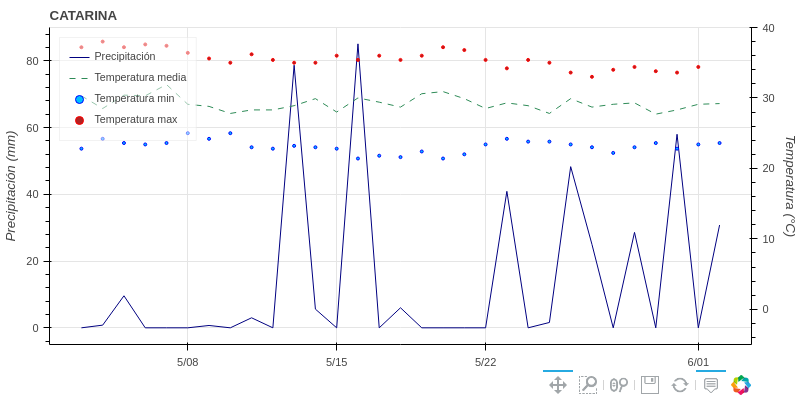 CATARINA
Precipitación
Temperatura media
Temperatura min
Temperatura max
Precipitación (mm)
80
60
40
20
0
Temperatura (°C)
40
30
20
10
0
5/08
5/15
5/22
6/01